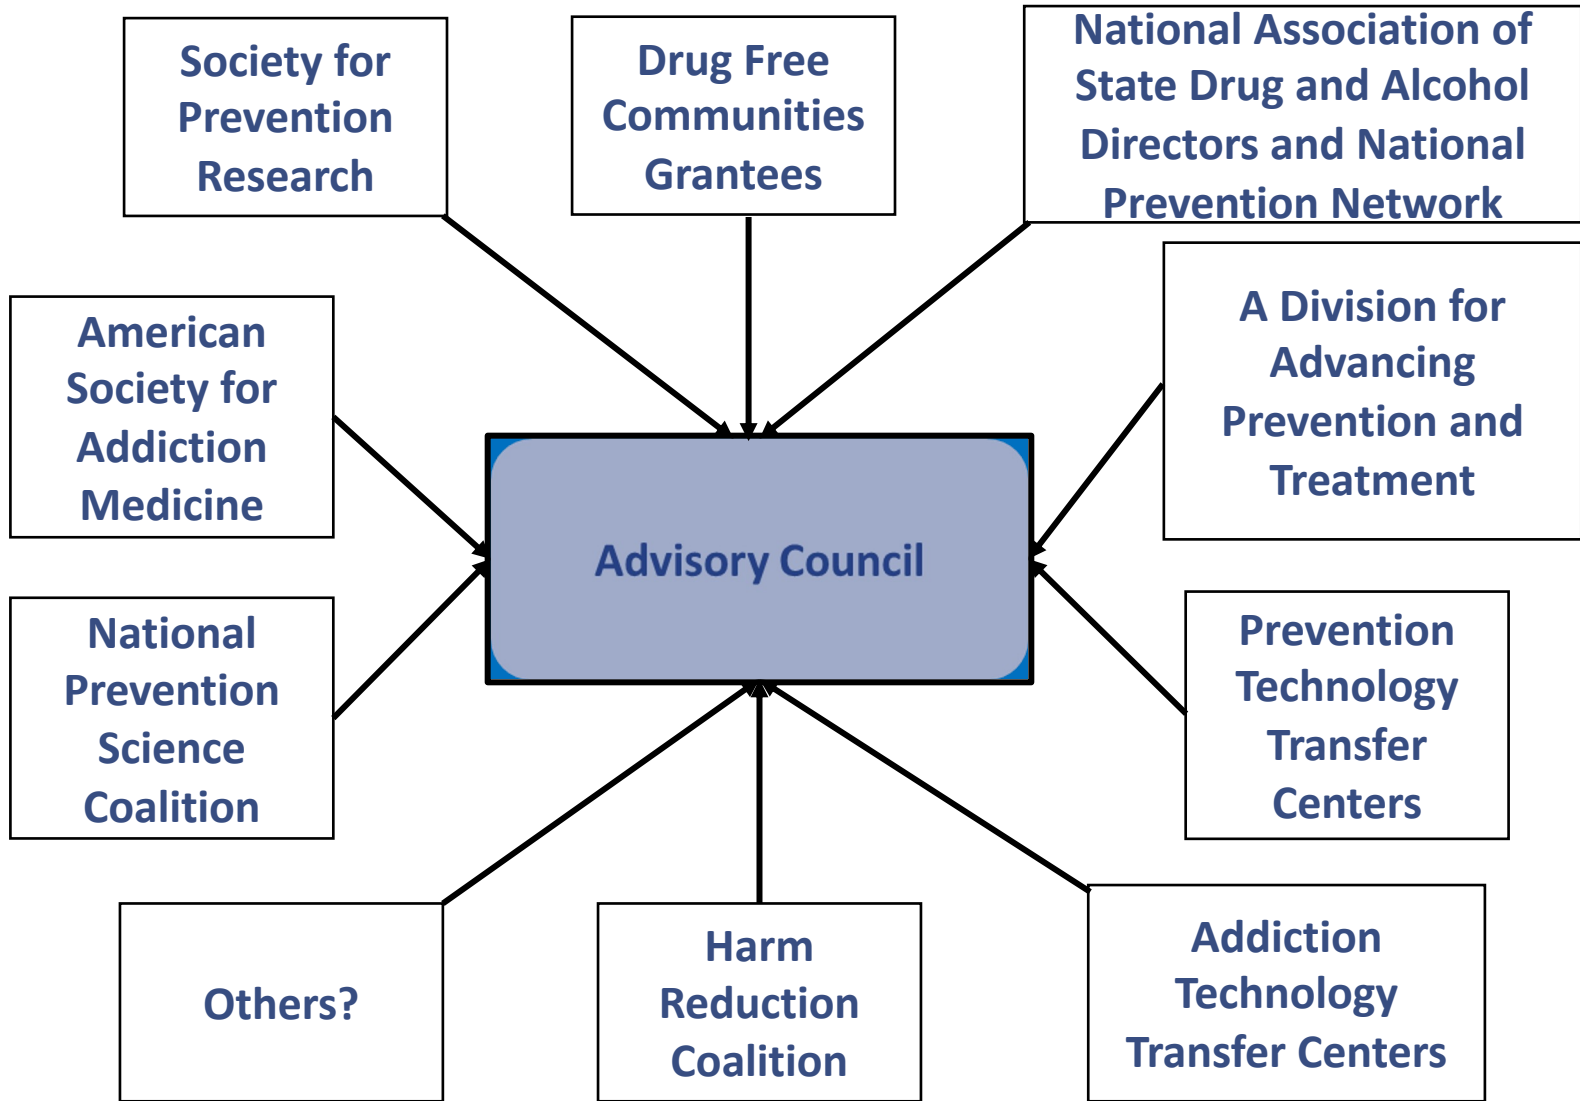 Society for
Prevention
Research
Drug Free
Communities
Grantees
National Association of
State Drug and Alcohol
Directors and National
Prevention Network
American
Society for
Addiction
Medicine
A Division for
Advancing
Prevention and
Treatment
Advisory Council
National
Prevention
Science
Coalition
Prevention
Technology
Transfer
Centers
Others?
Harm
Reduction
Coalition
Addiction
Technology
Transfer Centers